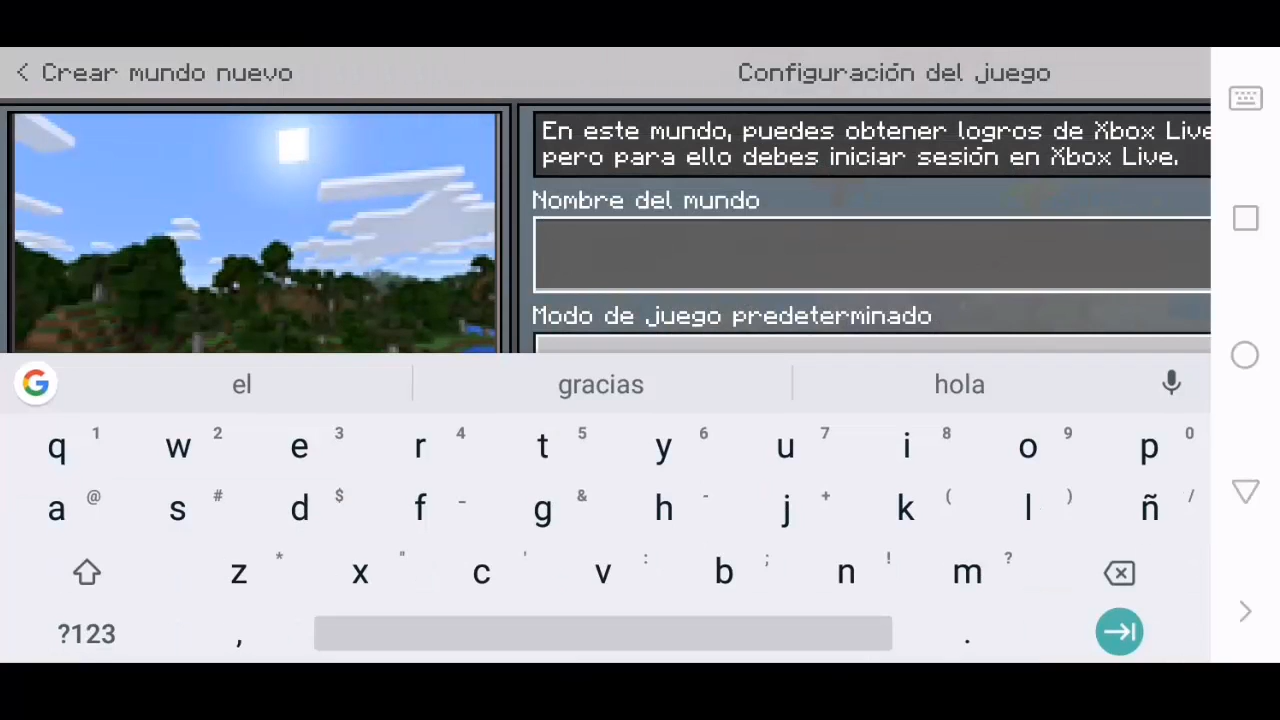 Crear mundo nuevo
Configuración del juego
En este mundo, puedes obtener logros de Xbox Live
pero para ello debes iniciar sesión en Xbox Live.
Nombre del mundo
Modo de juego predeterminado
G el gracias hola
q 1 w 2 e 3 r 4 t 5 y 6 u 7 i 8 o 9 p 0
a @ s # d $ f _ g & h - j + k ( l ) ñ /
z * x " c ' v : b ; n ! m ?
?123 , .